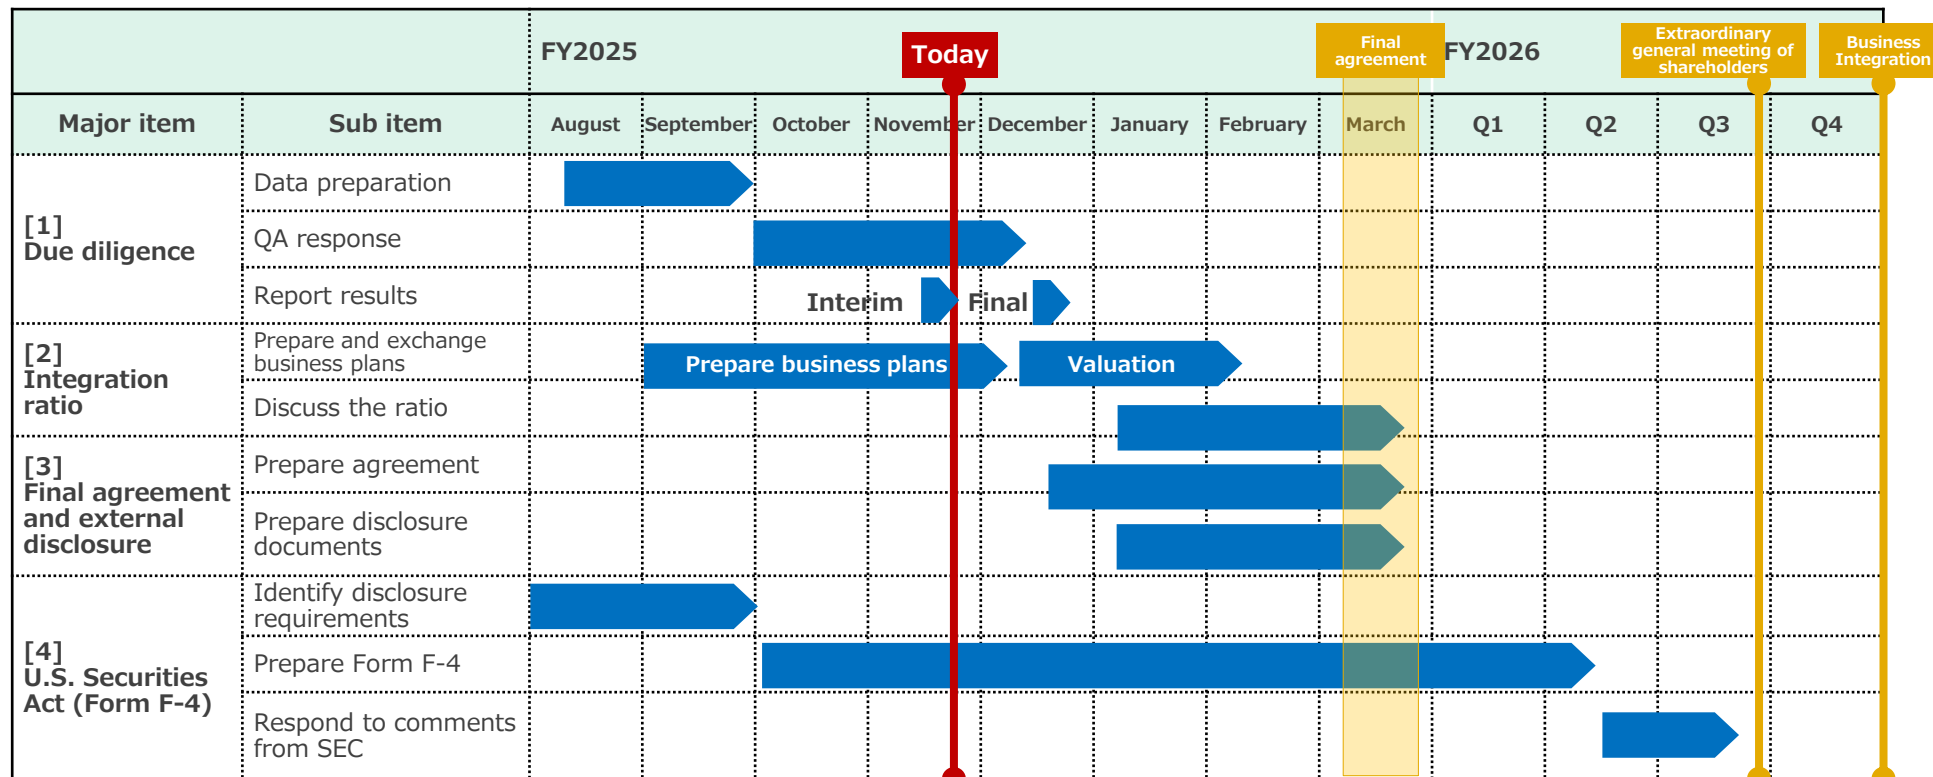 FY2025
Today
Final
agreement
FY2026
Extraordinary
general meeting of
shareholders
Business
Integration
Major item
Sub item
August
September
October
November
December
January
February
March
Q1
Q2
Q3
Q4
[1]
Due diligence
Data preparation
QA response
Report results
Interim
Final
[2]
Integration
ratio
Prepare and exchange
business plans
Prepare business plans
Valuation
Discuss the ratio
[3]
Final agreement
and external
disclosure
Prepare agreement
Prepare disclosure
documents
[4]
U.S. Securities
Act (Form F-4)
Identify disclosure
requirements
Prepare Form F-4
Respond to comments
from SEC